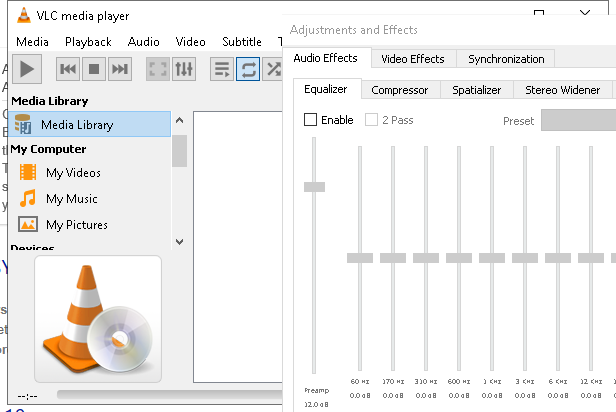 VLC media player
Media Playback Audio Video Subtitle T
Media Library
Media Library
My Computer
My Videos
My Music
My Pictures
Devices
--:--
Adjustments and Effects
Audio Effects Video Effects Synchronization
Equalizer Compressor Spatializer Stereo Widener
Enable 2 Pass Preset
60 Hz 170 Hz 310 Hz 600 Hz 1 KHz 3 KHz 6 KHz 12 KHz
Preamp 0.0 dB 0.0 dB 0.0 dB 0.0 dB 0.0 dB 0.0 dB 0.0 dB 0.0 dB
12.0 dB